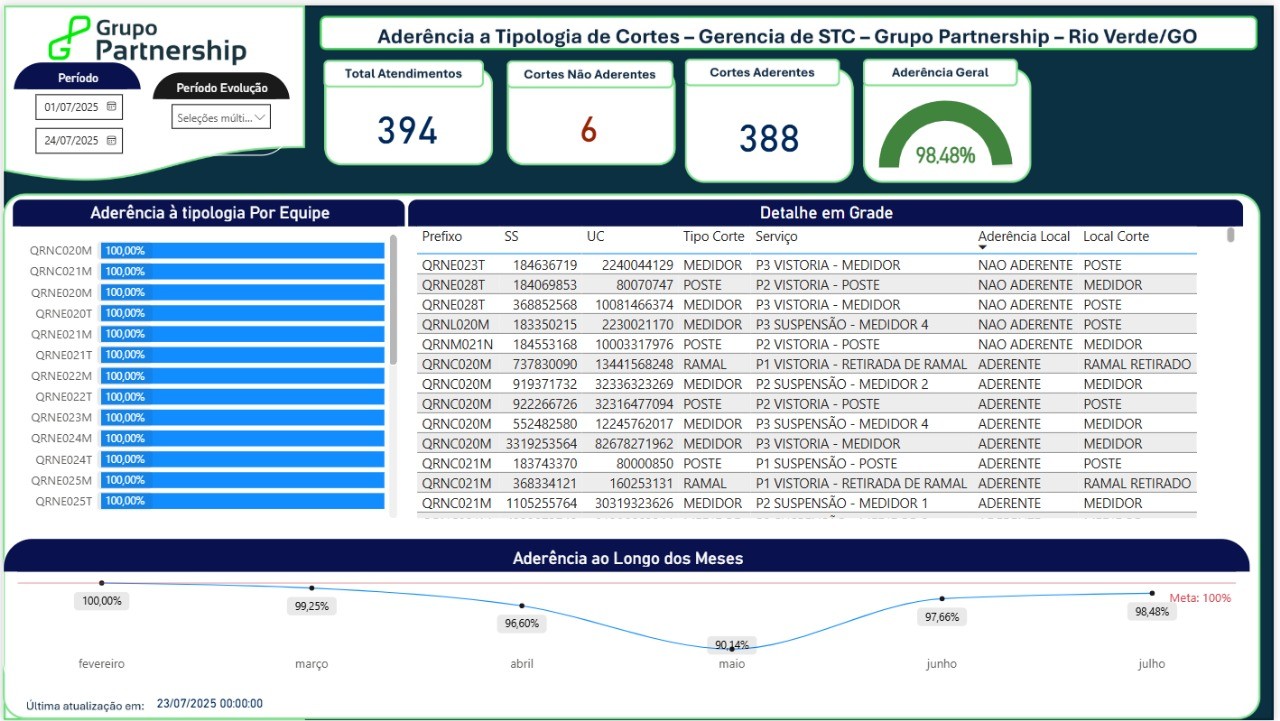 Grupo
Partnership
Aderência a Tipologia de Cortes – Gerencia de STC – Grupo Partnership – Rio Verde/GO
Período
01/07/2025
24/07/2025
Período Evolução
Seleções múlti...
Total Atendimentos
394
Cortes Não Aderentes
6
Cortes Aderentes
388
Aderência Geral
98,48%
Aderência à tipologia Por Equipe
QRNC020M 100,00%
QRNC021M 100,00%
QRNE020M 100,00%
QRNE020T 100,00%
QRNE021M 100,00%
QRNE021T 100,00%
QRNE022M 100,00%
QRNE022T 100,00%
QRNE023M 100,00%
QRNE024M 100,00%
QRNE024T 100,00%
QRNE025M 100,00%
QRNE025T 100,00%
Detalhe em Grade
Prefixo SS UC Tipo Corte Serviço Aderência Local Local Corte
QRNE023T 184636719 2240044129 MEDIDOR P3 VISTORIA - MEDIDOR NAO ADERENTE POSTE
QRNE028T 184069853 80070747 POSTE P2 VISTORIA - POSTE NAO ADERENTE MEDIDOR
QRNE028T 368852568 10081466374 MEDIDOR P3 VISTORIA - MEDIDOR NAO ADERENTE POSTE
QRNL020M 183350215 2230021170 MEDIDOR P3 SUSPENSÃO - MEDIDOR 4 NAO ADERENTE POSTE
QRNM021N 184553168 10003317976 POSTE P2 VISTORIA - POSTE NAO ADERENTE MEDIDOR
QRNC020M 737830090 13441568248 RAMAL P1 VISTORIA - RETIRADA DE RAMAL ADERENTE RAMAL RETIRADO
QRNC020M 919571732 32336323269 MEDIDOR P2 SUSPENSÃO - MEDIDOR 2 ADERENTE MEDIDOR
QRNC020M 922266726 32316477094 POSTE P2 VISTORIA - POSTE ADERENTE POSTE
QRNC020M 552482580 12245762017 MEDIDOR P3 SUSPENSÃO - MEDIDOR 4 ADERENTE MEDIDOR
QRNC020M 3319253564 82678271962 MEDIDOR P3 VISTORIA - MEDIDOR ADERENTE MEDIDOR
QRNC021M 183743370 80000850 POSTE P1 SUSPENSÃO - POSTE ADERENTE POSTE
QRNC021M 368334121 160253131 RAMAL P1 VISTORIA - RETIRADA DE RAMAL ADERENTE RAMAL RETIRADO
QRNC021M 1105255764 30319323626 MEDIDOR P2 SUSPENSÃO - MEDIDOR 1 ADERENTE MEDIDOR
Aderência ao Longo dos Meses
Meta: 100%
100,00% 99,25% 96,60% 90,14% 97,66% 98,48%
fevereiro março abril maio junho julho
Última atualização em: 23/07/2025 00:00:00